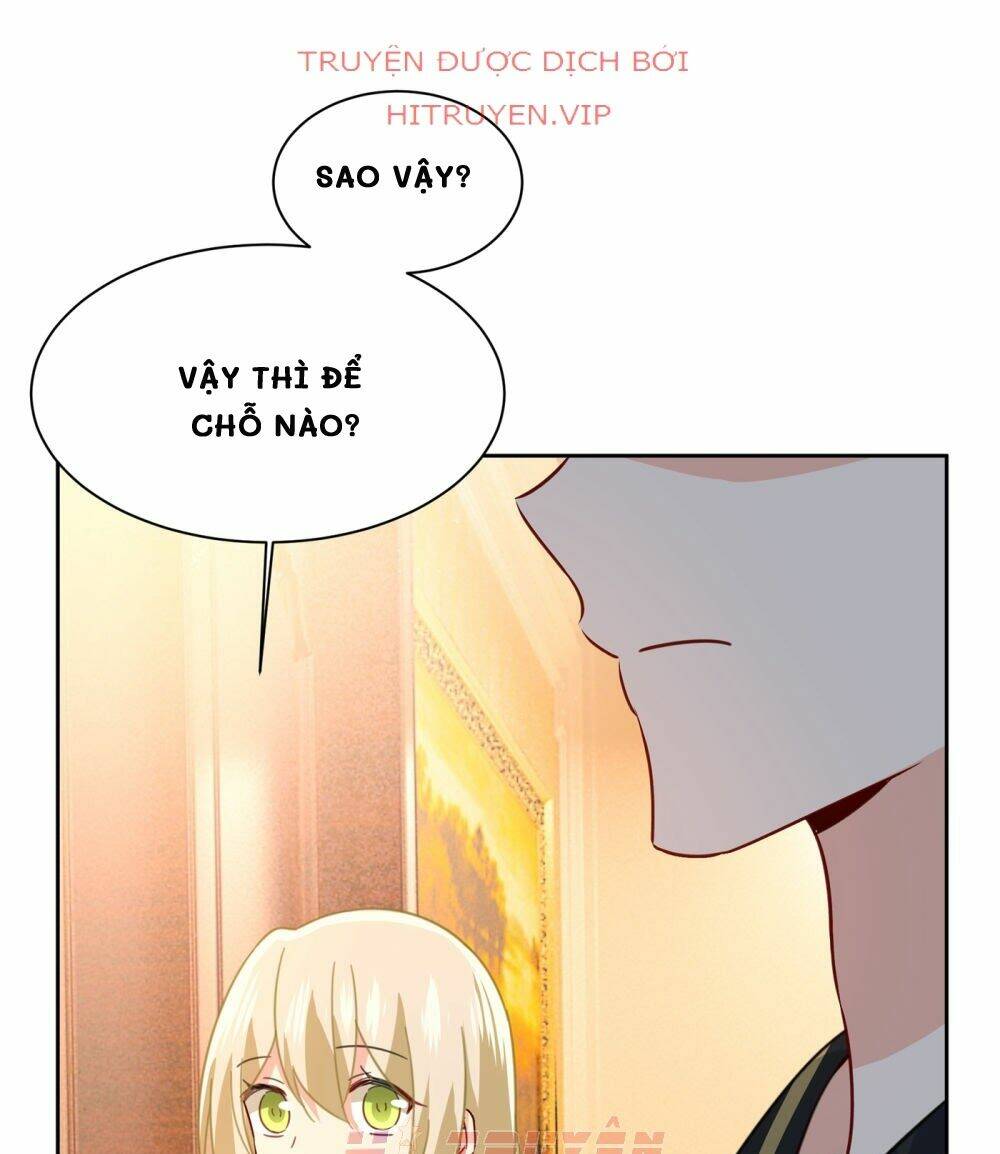 TRUYỆN ĐƯỢC DỊCH BỞI
HITRUYEN.VIP
SAO VẬY?
VẬY THÌ ĐỂ
CHỖ NÀO?